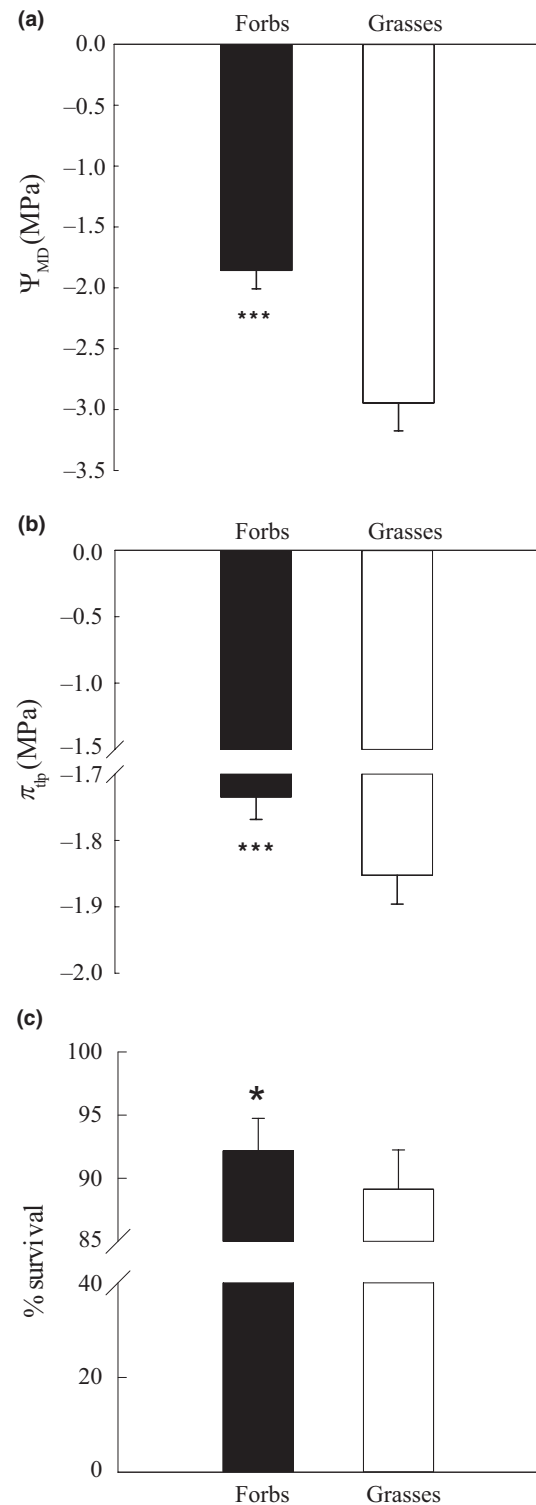 (a)
Forbs Grasses
0.0
−0.5
−1.0
−1.5
−2.0
−2.5
−3.0
−3.5
Ψ_MD (MPa)
***
(b)
Forbs Grasses
0.0
−0.5
−1.0
−1.5
−1.7
−1.8
−1.9
−2.0
π_tlp (MPa)
***
(c)
100
95
90
85
40
20
0
% survival
*
Forbs Grasses